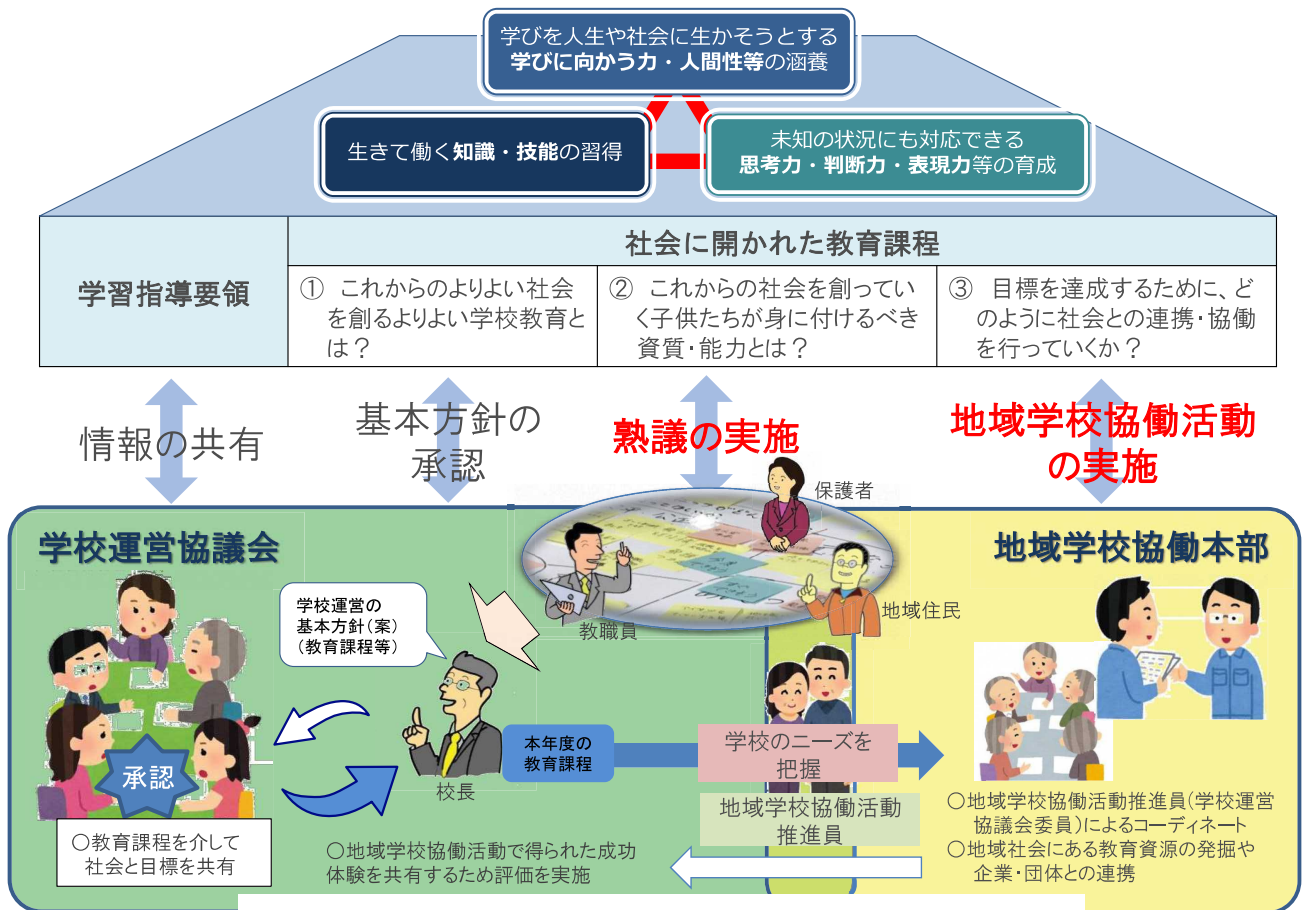 学びを人生や社会に生かそうとする
学びに向かう力・人間性等の涵養
生きて働く知識・技能の習得
未知の状況にも対応できる
思考力・判断力・表現力等の育成
学習指導要領
社会に開かれた教育課程
① これからのよりよい社会
を創るよりよい学校教育と
は？
② これからの社会を創ってい
く子供たちが身に付けるべき
資質・能力とは？
③ 目標を達成するために、ど
のように社会との連携・協働
を行っていくか？
情報の共有
基本方針の
承認
熟議の実施
地域学校協働活動
の実施
学校運営協議会
学校運営の
基本方針(案)
(教育課程等)
保護者
教職員
地域住民
地域学校協働本部
承認
校長
本年度の
教育課程
学校のニーズを
把握
地域学校協働活動
推進員
○教育課程を介して
社会と目標を共有
○地域学校協働活動で得られた成功
体験を共有するため評価を実施
○地域学校協働活動推進員(学校運営
協議会委員)によるコーディネート
○地域社会にある教育資源の発掘や
企業・団体との連携